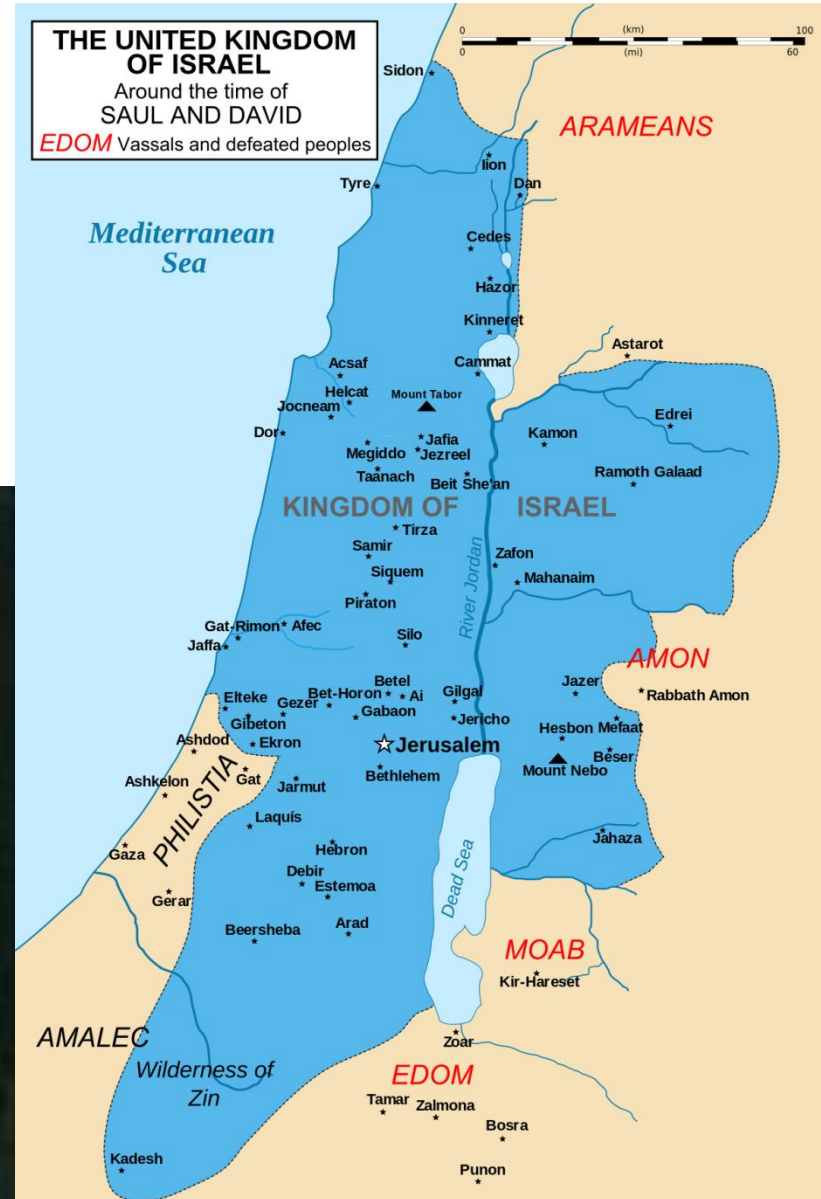 THE UNITED KINGDOM
OF ISRAEL
Around the time of
SAUL AND DAVID
EDOM Vassals and defeated peoples
0 (km) 100
0 (mi) 60
Sidon
ARAMEANS
Iion
Tyre
Dan
Mediterranean
Sea
Cedes
Hazor
Kinneret
Astarot
Acsaf
Cammat
Helcat
Mount Tabor
Jocneam
Edrei
Dor
Jafia
Kamon
Megiddo
Jezreel
Taanach
Beit She'an
Ramoth Galaad
KINGDOM OF ISRAEL
Tirza
Samir
Zafon
Siquem
Mahanaim
Piraton
River Jordan
Gat-Rimon
Afec
Silo
Jaffa
AMON
Betel
Jazer
Rabbath Amon
Elteke
Bet-Horon
Ai
Gilgal
Gezer
Gabaon
Jericho
Mefaat
Gibeton
Hesbon
Ashdod
Ekron
Jerusalem
Beser
Mount Nebo
Bethlehem
Ashkelon
Gat
Jarmut
PHILISTIA
Laquís
Jahaza
Hebron
Gaza
Debir
Dead Sea
Estemoa
Gerar
Arad
Beersheba
MOAB
Kir-Hareset
AMALEC
Zoar
Wilderness of
Zin
EDOM
Tamar
Zalmona
Bosra
Kadesh
Punon